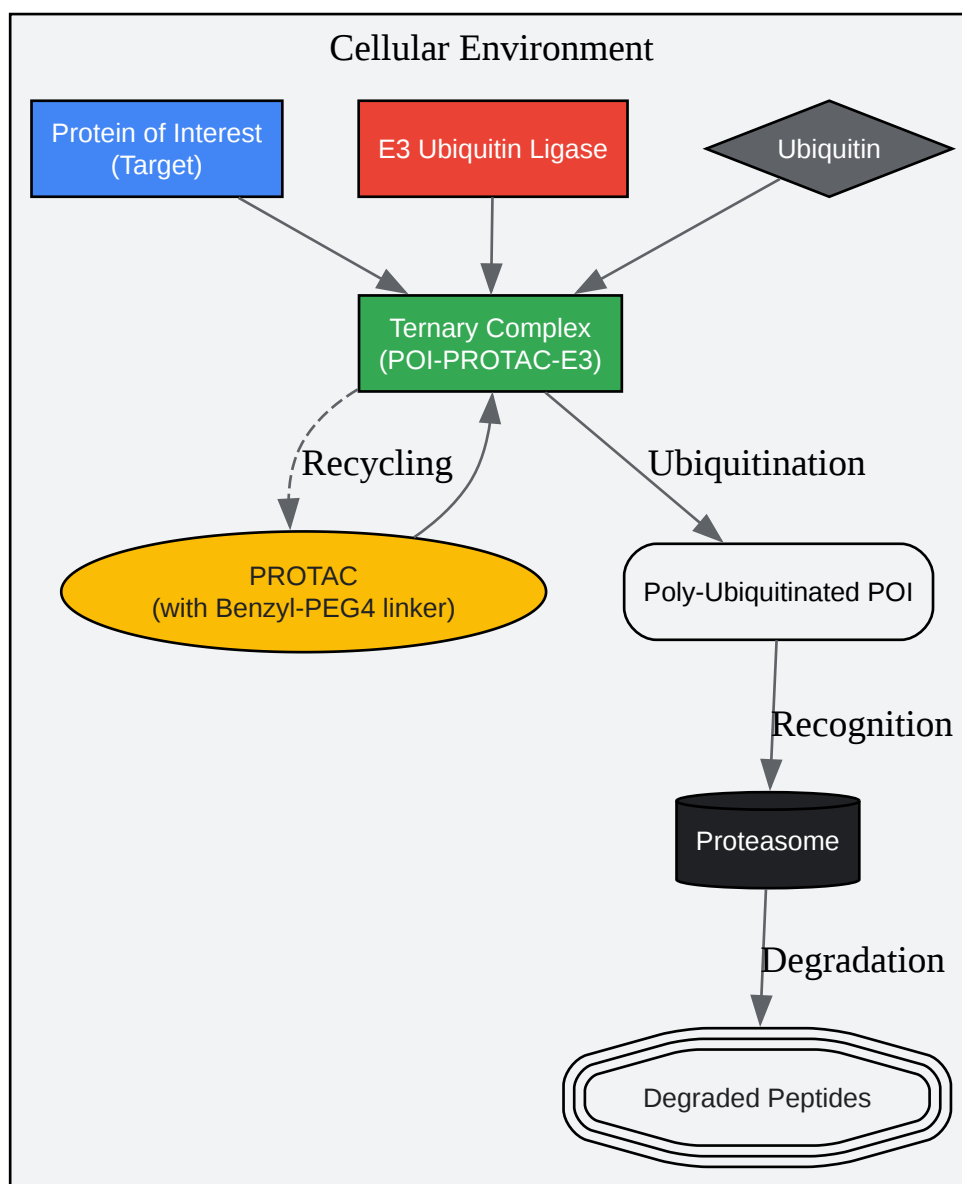 Cellular Environment
Protein of Interest
(Target)
E3 Ubiquitin Ligase
Ubiquitin
Ternary Complex
(POI-PROTAC-E3)
Recycling
Ubiquitination
PROTAC
(with Benzyl-PEG4 linker)
Poly-Ubiquitinated POI
Recognition
Proteasome
Degradation
Degraded Peptides